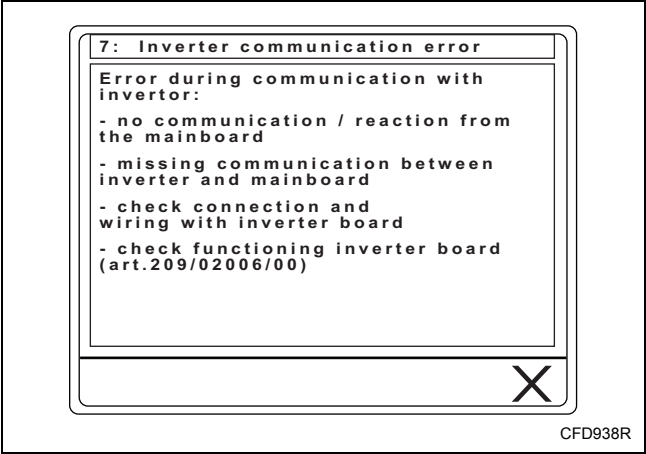 7: Inverter communication error
Error during communication with
invertor:
- no communication / reaction from
the mainboard
- missing communication between
inverter and mainboard
- check connection and
wiring with inverter board
- check functioning inverter board
(art.209/02006/00)
X
CFD938R